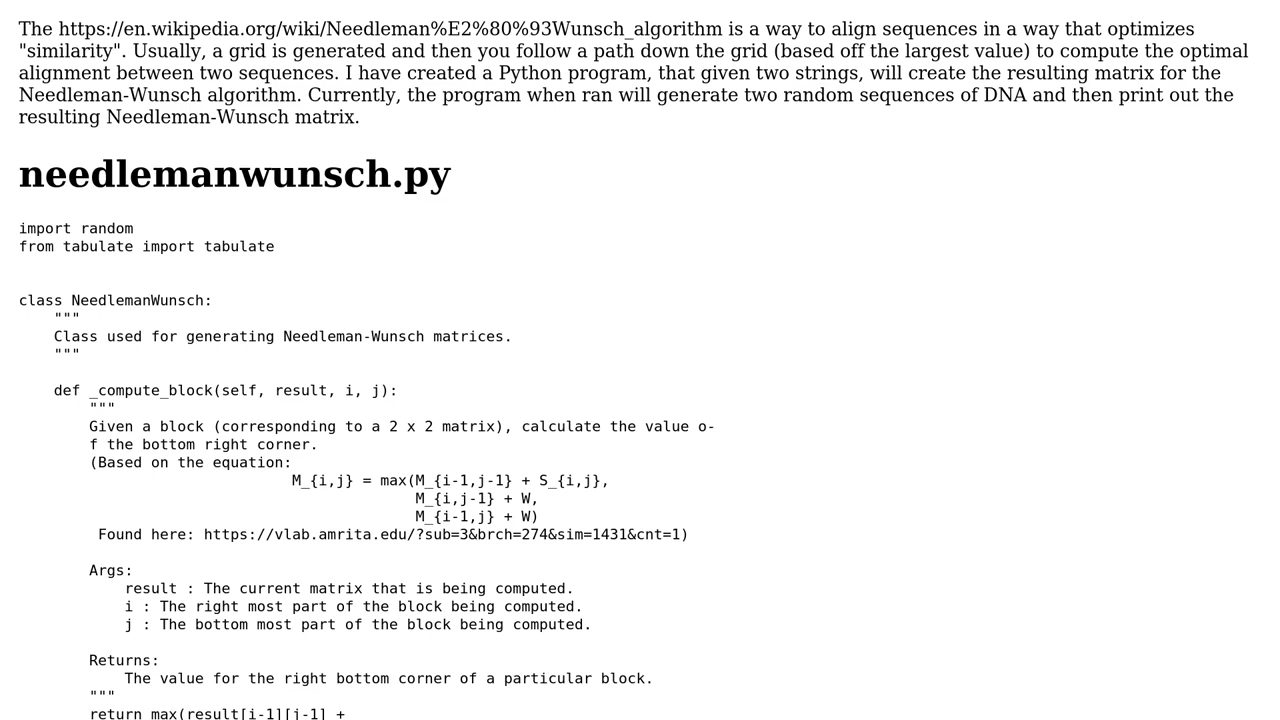 The https://en.wikipedia.org/wiki/Needleman%E2%80%93Wunsch_algorithm is a way to align sequences in a way that optimizes
"similarity". Usually, a grid is generated and then you follow a path down the grid (based off the largest value) to compute the optimal
alignment between two sequences. I have created a Python program, that given two strings, will create the resulting matrix for the
Needleman-Wunsch algorithm. Currently, the program when ran will generate two random sequences of DNA and then print out the
resulting Needleman-Wunsch matrix.
needlemanwunsch.py
import random
from tabulate import tabulate
class NeedlemanWunsch:
    """
    Class used for generating Needleman-Wunsch matrices.
    """
    def _compute_block(self, result, i, j):
        """
        Given a block (corresponding to a 2 x 2 matrix), calculate the value o-
        f the bottom right corner.
        (Based on the equation:
                               M_{i,j} = max(M_{i-1,j-1} + S_{i,j},
                                             M_{i,j-1} + W,
                                             M_{i-1,j} + W)
         Found here: https://vlab.amrita.edu/?sub=3&brch=274&sim=1431&cnt=1)
        Args:
            result : The current matrix that is being computed.
            i : The right most part of the block being computed.
            j : The bottom most part of the block being computed.
        Returns:
            The value for the right bottom corner of a particular block.
        """
        return max(result[i-1][j-1] +